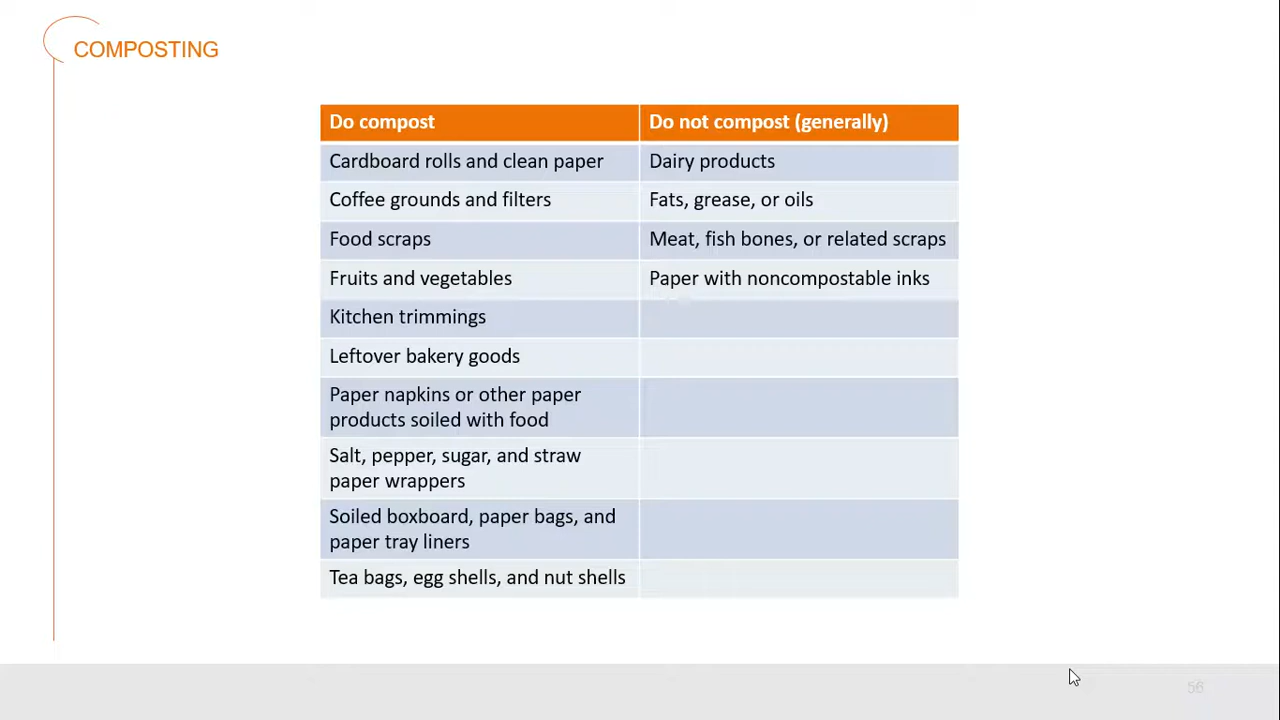 COMPOSTING
Do compost
Do not compost (generally)
Cardboard rolls and clean paper
Dairy products
Coffee grounds and filters
Fats, grease, or oils
Food scraps
Meat, fish bones, or related scraps
Fruits and vegetables
Paper with noncompostable inks
Kitchen trimmings
Leftover bakery goods
Paper napkins or other paper
products soiled with food
Salt, pepper, sugar, and straw
paper wrappers
Soiled boxboard, paper bags, and
paper tray liners
Tea bags, egg shells, and nut shells
56